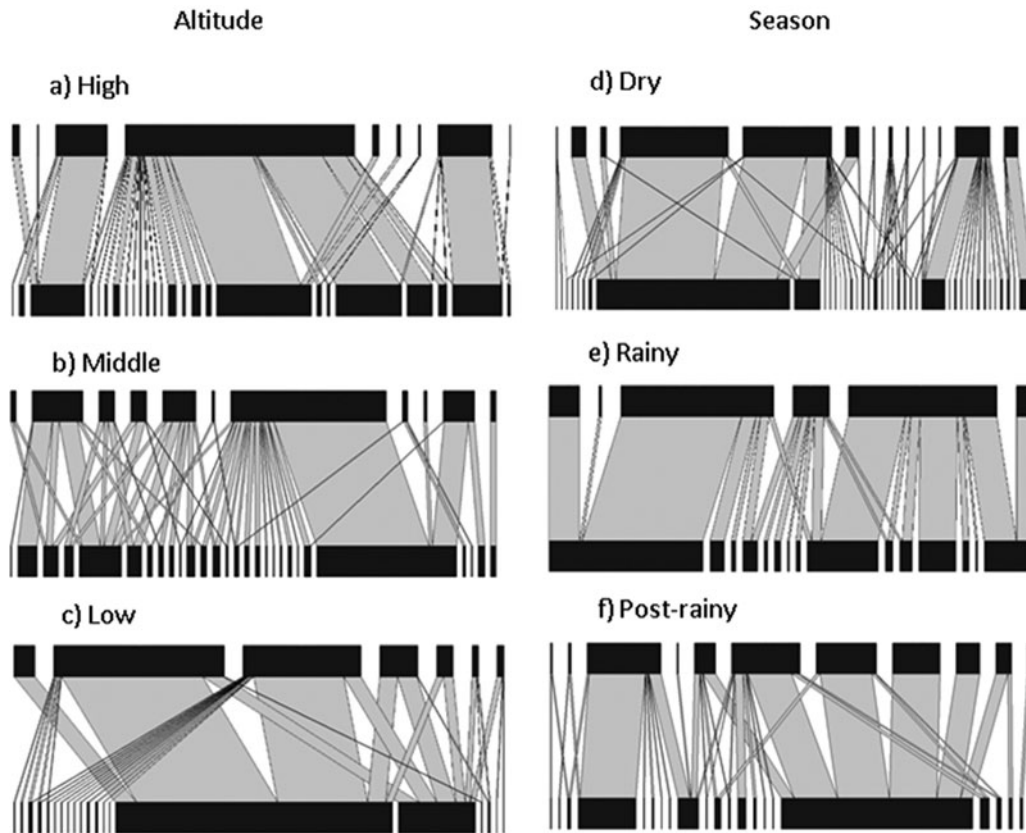 Altitude
Season
a) High
d) Dry
b) Middle
e) Rainy
c) Low
f) Post-rainy